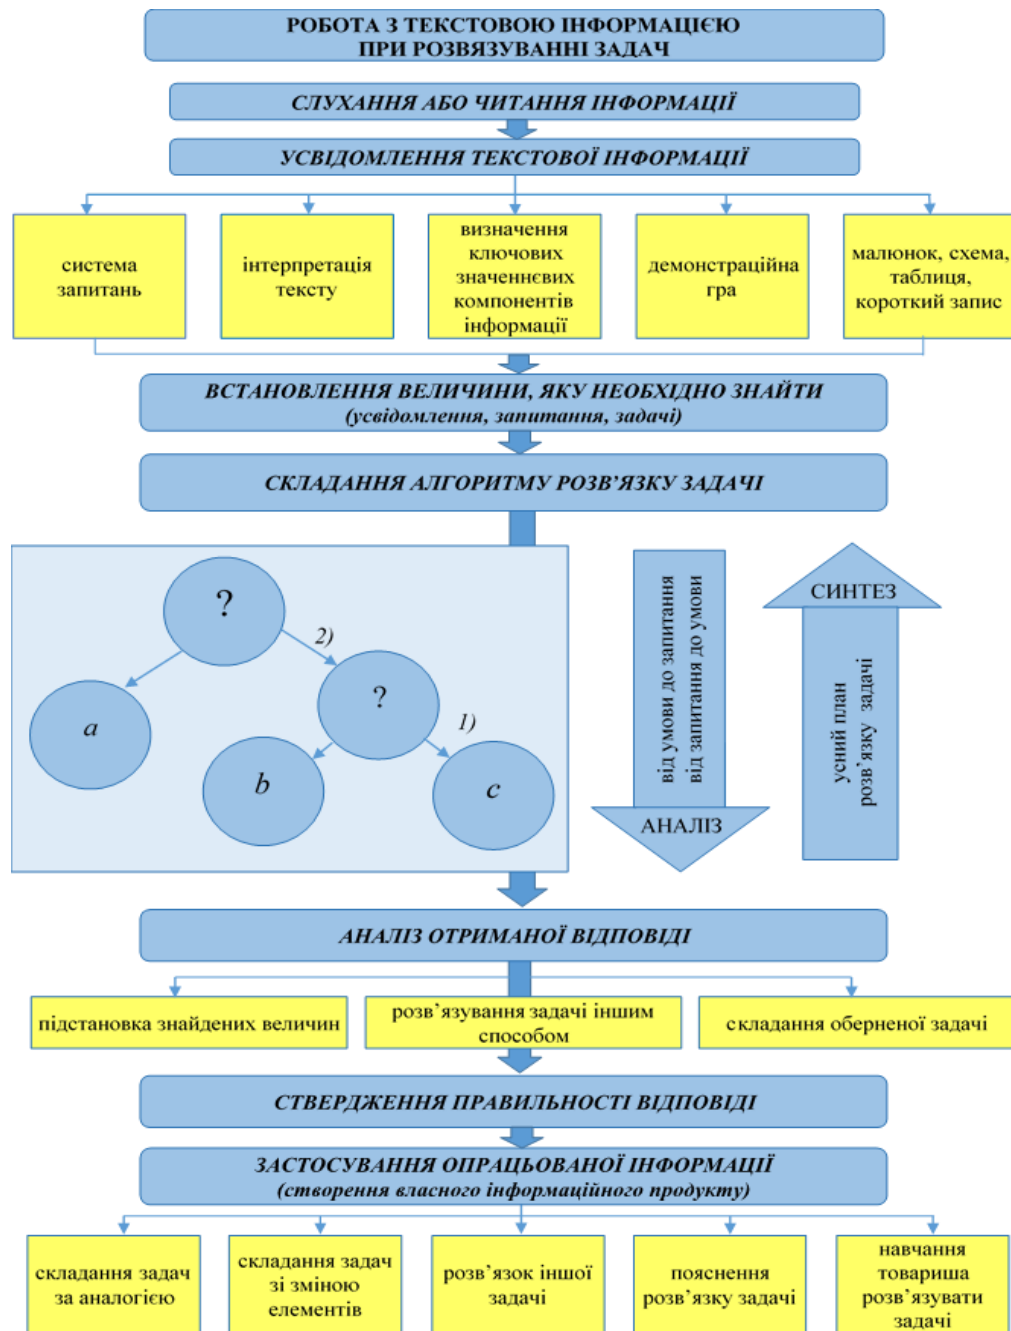 РОБОТА З ТЕКСТОВОЮ ІНФОРМАЦІЄЮ
ПРИ РОЗВЯЗУВАННІ ЗАДАЧ
СЛУХАННЯ АБО ЧИТАННЯ ІНФОРМАЦІЇ
УСВІДОМЛЕННЯ ТЕКСТОВОЇ ІНФОРМАЦІЇ
система
запитань
інтерпретація
тексту
визначення
ключових
значеннєвих
компонентів
інформації
демонстраційна
гра
малюнок, схема,
таблиця,
короткий запис
ВСТАНОВЛЕННЯ ВЕЛИЧИНИ, ЯКУ НЕОБХІДНО ЗНАЙТИ
(усвідомлення, запитання, задачі)
СКЛАДАННЯ АЛГОРИТМУ РОЗВ’ЯЗКУ ЗАДАЧІ
?
2)
a
?
1)
b
c
від умови до запитання
від запитання до умови
АНАЛІЗ
СИНТЕЗ
усний план
розв’язку задачі
АНАЛІЗ ОТРИМАНОЇ ВІДПОВІДІ
підстановка знайдених величин
розв’язування задачі іншим
способом
складання оберненої задачі
СТВЕРДЖЕННЯ ПРАВИЛЬНОСТІ ВІДПОВІДІ
ЗАСТОСУВАННЯ ОПРАЦЬОВАНОЇ ІНФОРМАЦІЇ
(створення власного інформаційного продукту)
складання задач
за аналогією
складання задач
зі зміною
елементів
розв’язок іншої
задачі
пояснення
розв’язку задачі
навчання
товариша
розв’язувати
задачі